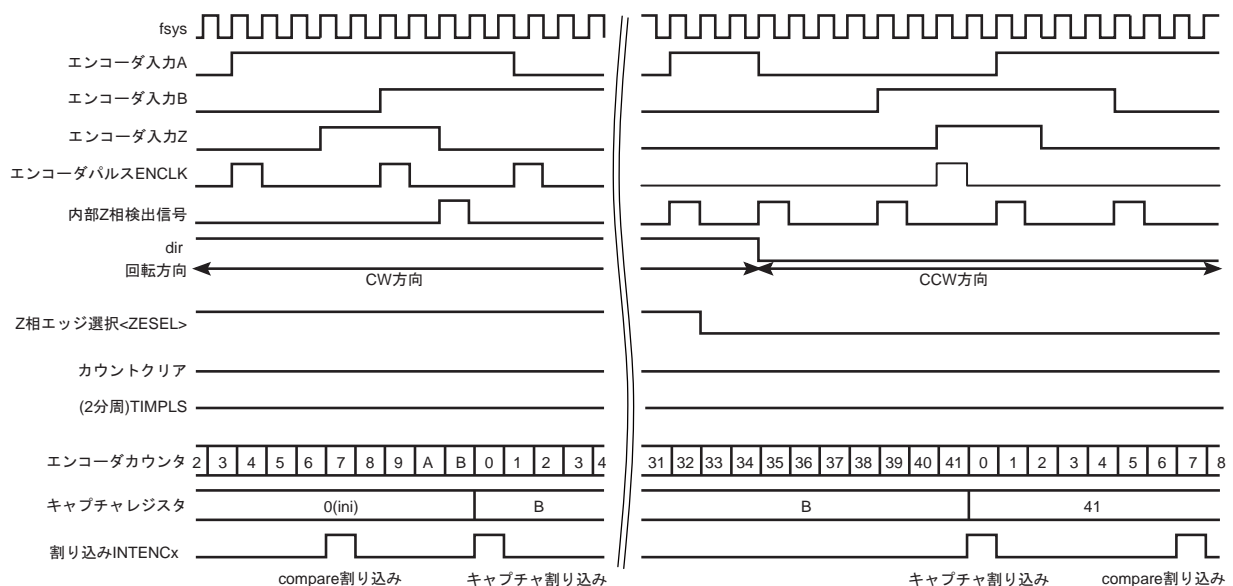 fsys
エンコーダ入力A
エンコーダ入力B
エンコーダ入力Z
エンコーダパルスENCLK
内部Z相検出信号
dir
回転方向
CW方向
CCW方向
Z相エッジ選択<ZESEL>
カウントクリア
(2分周)TIMPLS
エンコーダカウンタ 2 3 4 5 6 7 8 9 A B 0 1 2 3 4 31 32 33 34 35 36 37 38 39 40 41 0 1 2 3 4 5 6 7 8
キャプチャレジスタ 0(ini) B B 41
割り込みINTENCx
compare割り込み キャプチャ割り込み キャプチャ割り込み compare割り込み